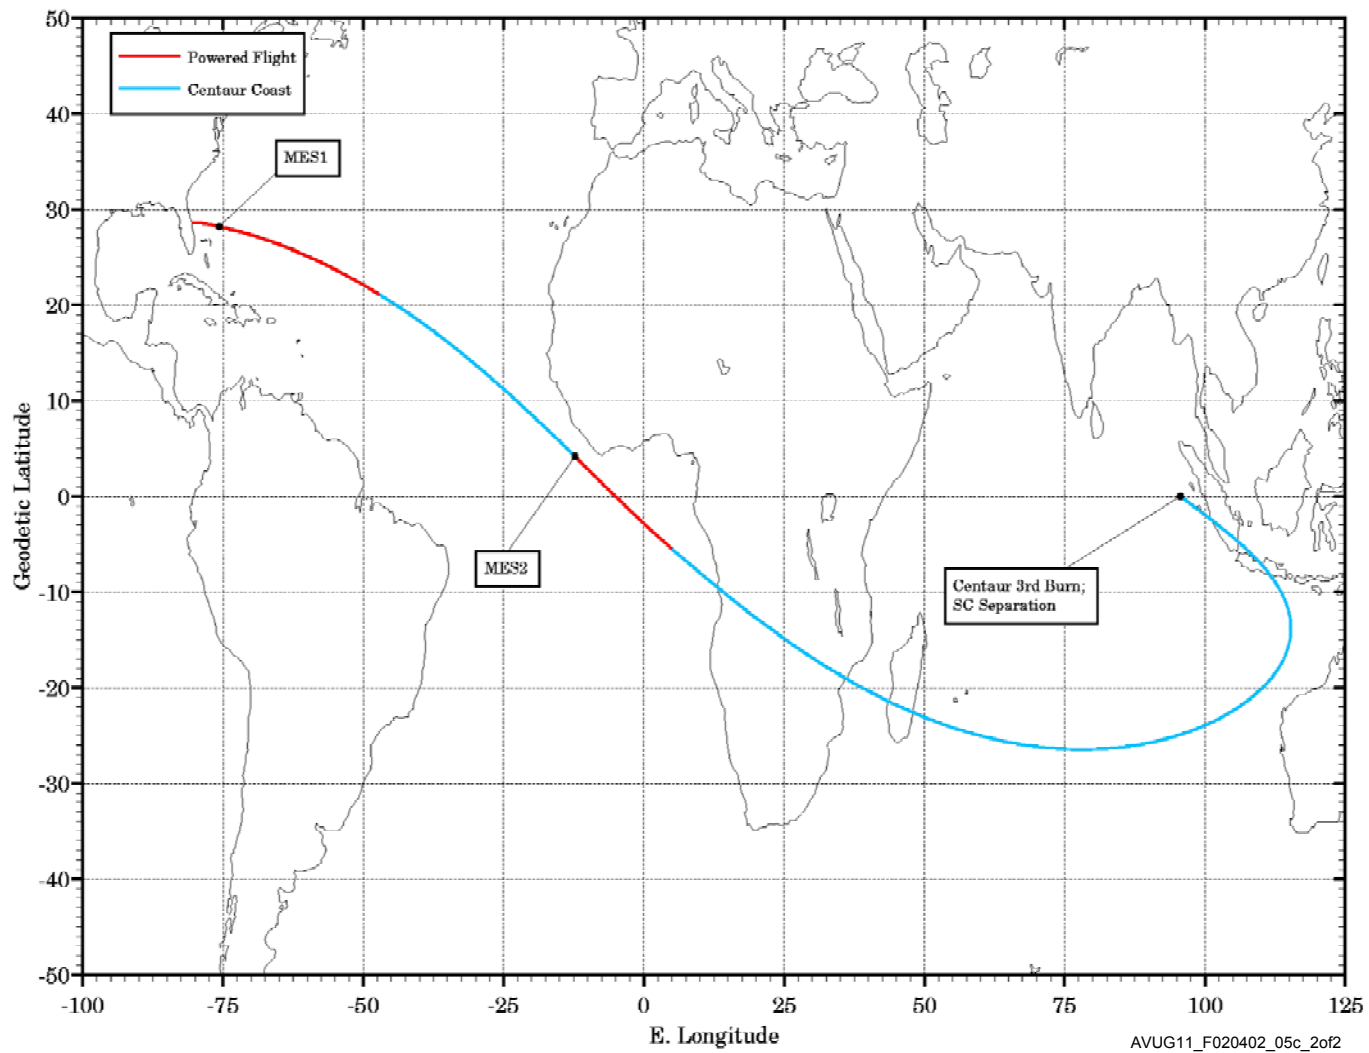 50
40
30
20
10
0
-10
-20
-30
-40
-50
Geodetic Latitude
Powered Flight
Centaur Coast
MES1
MES2
Centaur 3rd Burn;
SC Separation
-100 -75 -50 -25 0 25 50 75 100 125
E. Longitude
AVUG11_F020402_05c_2of2